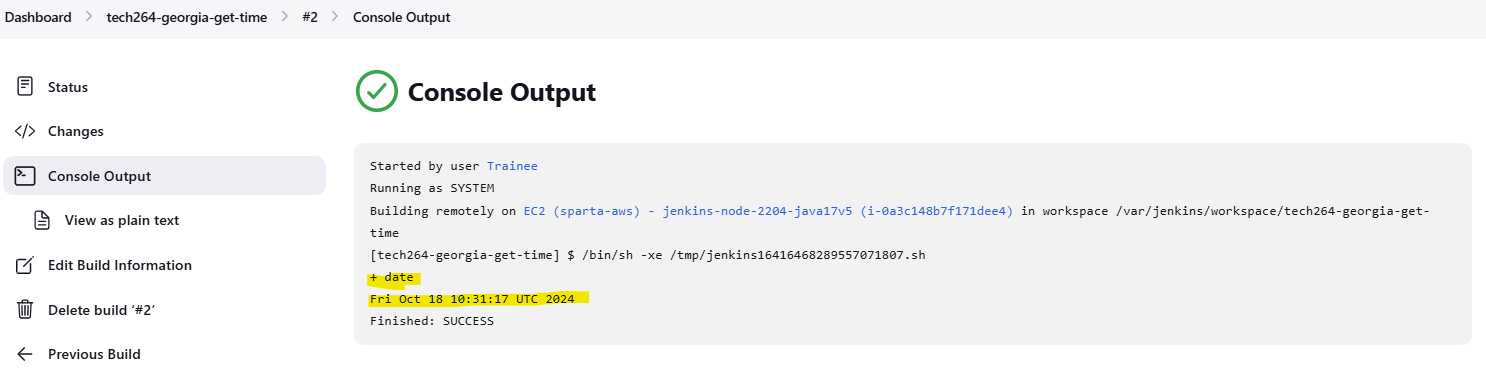 Dashboard > tech264-georgia-get-time > #2 > Console Output
Status
Changes
Console Output
View as plain text
Edit Build Information
Delete build ‘#2’
Previous Build
Console Output
Started by user Trainee
Running as SYSTEM
Building remotely on EC2 (sparta-aws) - jenkins-node-2204-java17v5 (i-0a3c148b7f171dee4) in workspace /var/jenkins/workspace/tech264-georgia-get-
time
[tech264-georgia-get-time] $ /bin/sh -xe /tmp/jenkins16416468289557071807.sh
+ date
Fri Oct 18 10:31:17 UTC 2024
Finished: SUCCESS